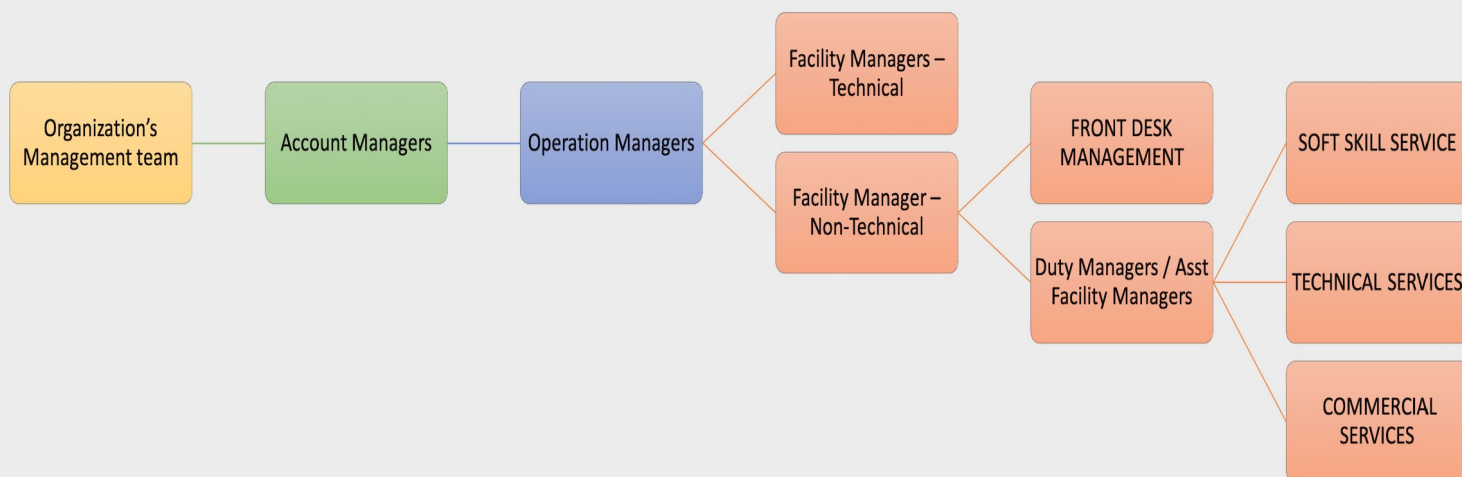 Organization’s
Management team
Account Managers
Operation Managers
Facility Managers –
Technical
Facility Manager –
Non-Technical
FRONT DESK
MANAGEMENT
Duty Managers / Asst
Facility Managers
SOFT SKILL SERVICE
TECHNICAL SERVICES
COMMERCIAL
SERVICES